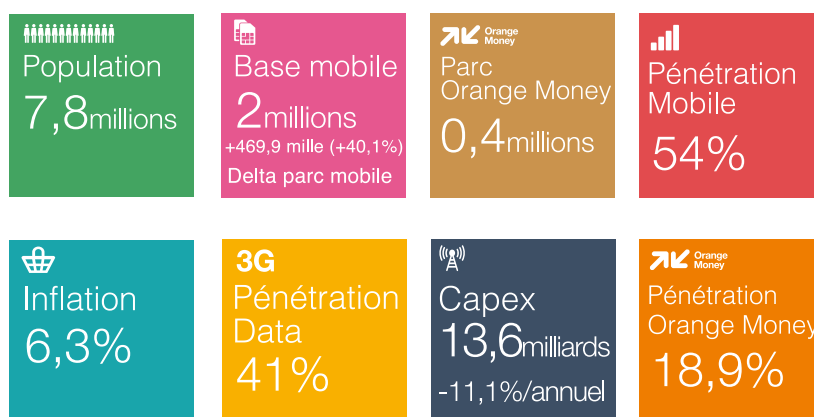 Population
7,8millions
Base mobile
2millions
+469,9 mille (+40,1%)
Delta parc mobile
Orange
Money
Parc
Orange Money
0,4millions
Pénétration
Mobile
54%
Inflation
6,3%
3G
Pénétration
Data
41%
Capex
13,6milliards
-11,1%/annuel
Orange
Money
Pénétration
Orange Money
18,9%